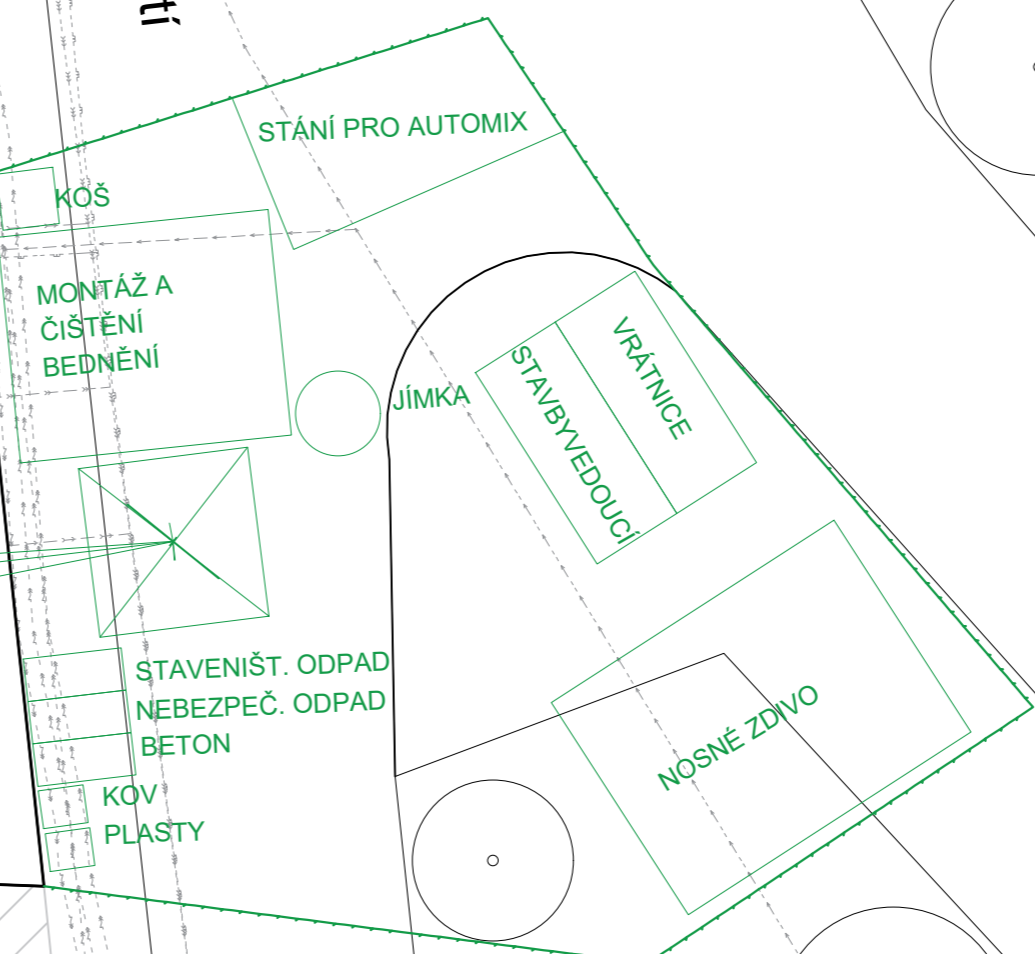 tí
STÁNÍ PRO AUTOMIX
KOŠ
MONTÁŽ A
ČIŠTĚNÍ
BEDNĚNÍ
JÍMKA
STAVBYVEDOUCÍ
VRÁTNICE
STAVENIŠT. ODPAD
NEBEZPEČ. ODPAD
BETON
KOV
PLASTY
NOSNÉ ZDIVO